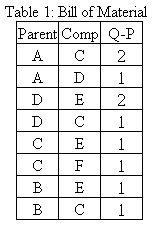 Table 1: Bill of Material
Parent Comp Q-P
A C 2
A D 1
D E 2
D C 1
C E 1
C F 1
B E 1
B C 1